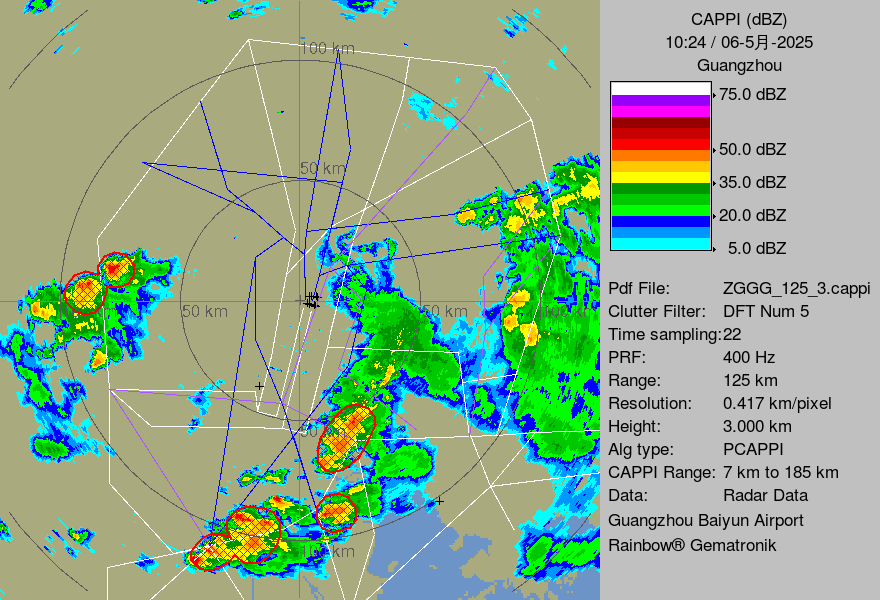 CAPPI (dBZ)
10:24 / 06-5月-2025
Guangzhou
75.0 dBZ
50.0 dBZ
35.0 dBZ
20.0 dBZ
5.0 dBZ
Pdf File: ZGGG_125_3.cappi
Clutter Filter: DFT Num 5
Time sampling:22
PRF: 400 Hz
Range: 125 km
Resolution: 0.417 km/pixel
Height: 3.000 km
Alg type: PCAPPI
CAPPI Range: 7 km to 185 km
Data: Radar Data
Guangzhou Baiyun Airport
Rainbow® Gematronik
100 km
50 km
50 km
50 km
100 km
50 km
100 km